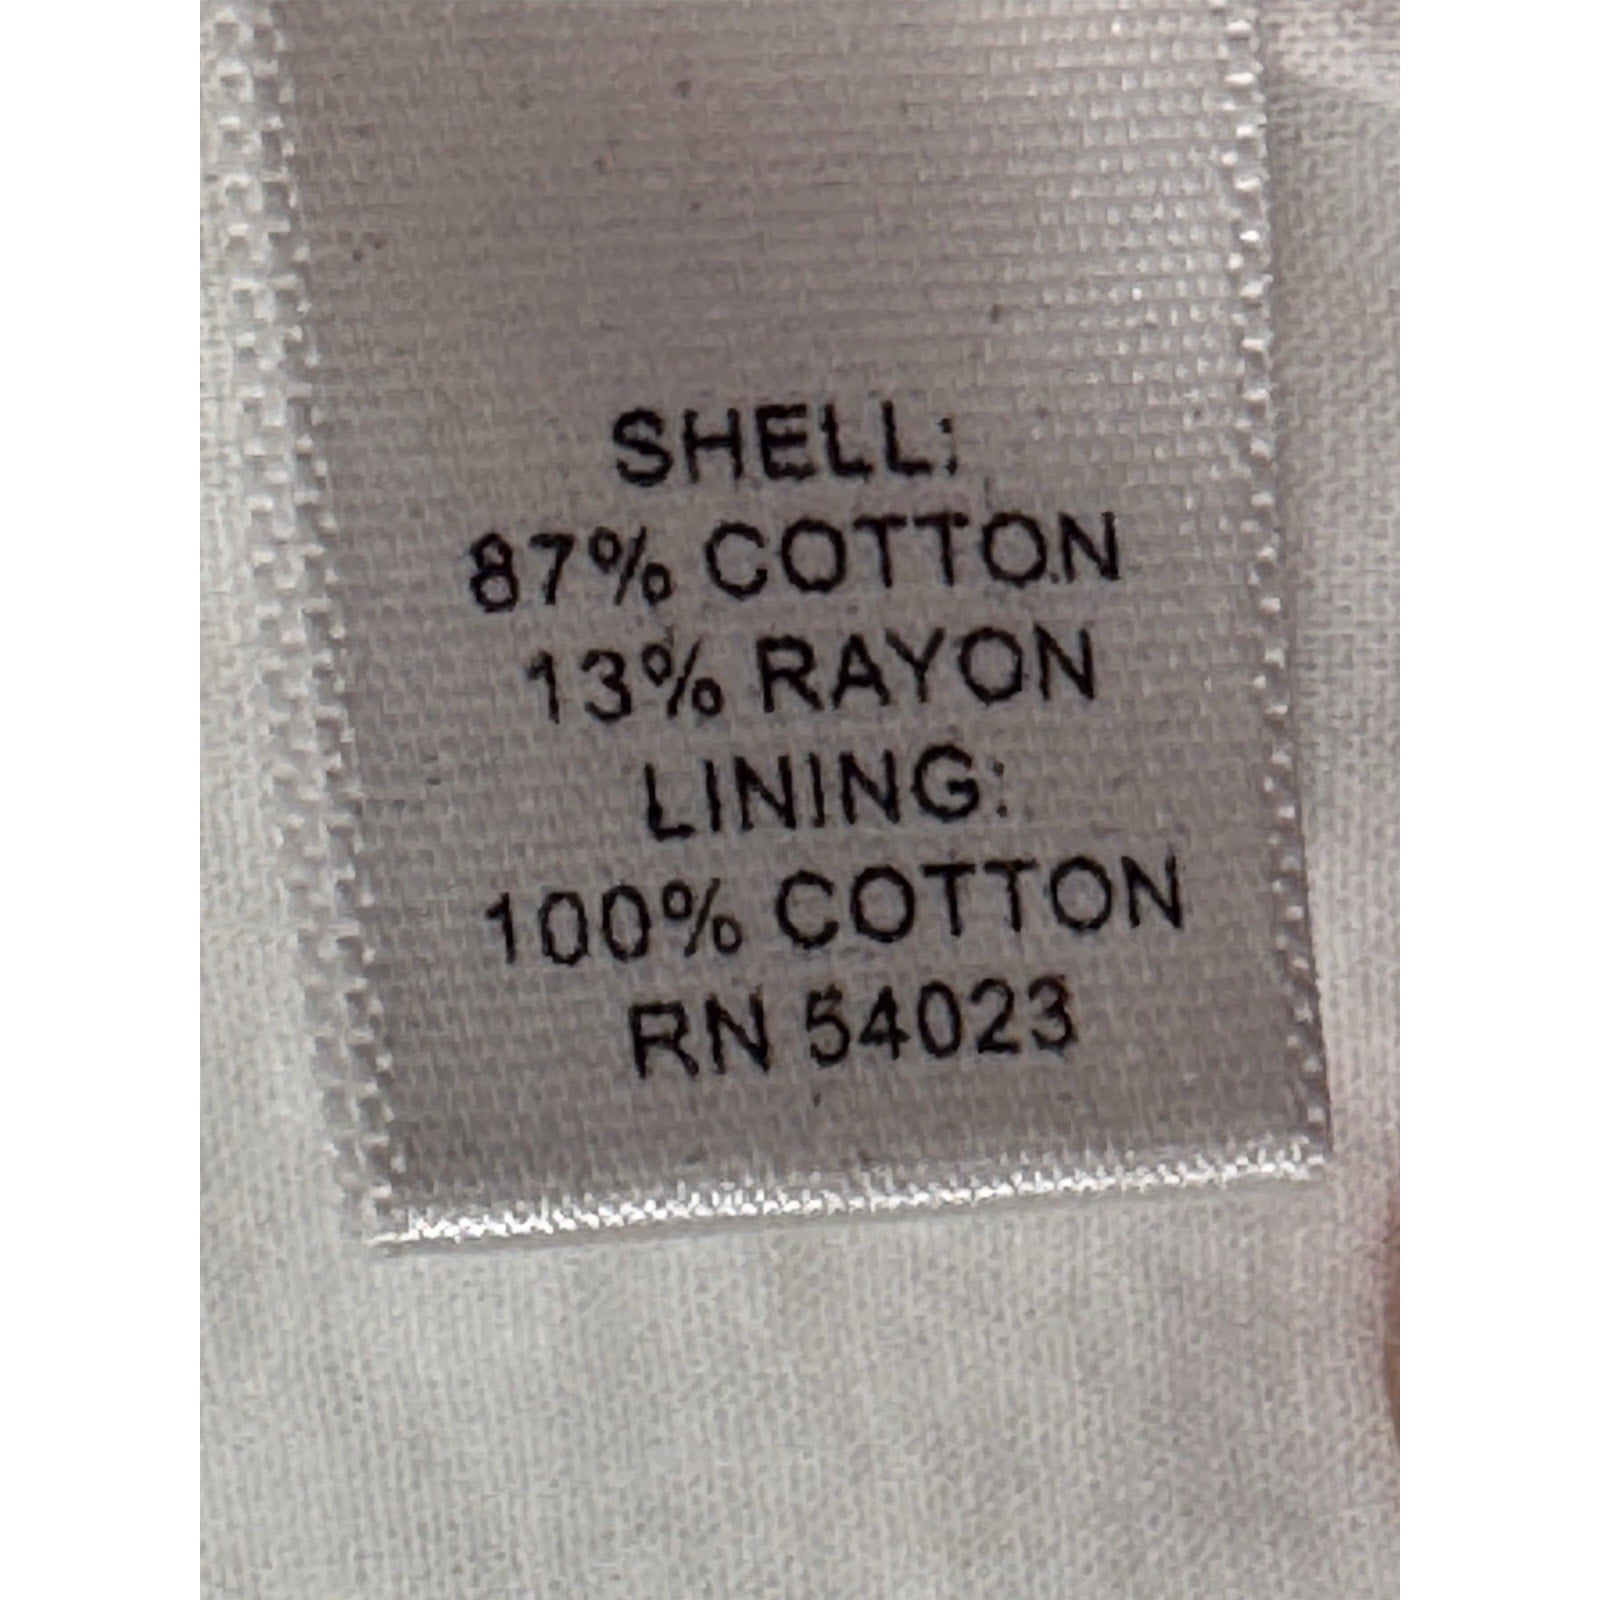 SHELL:
87% COTTON
13% RAYON
LINING:
100% COTTON
RN 54023